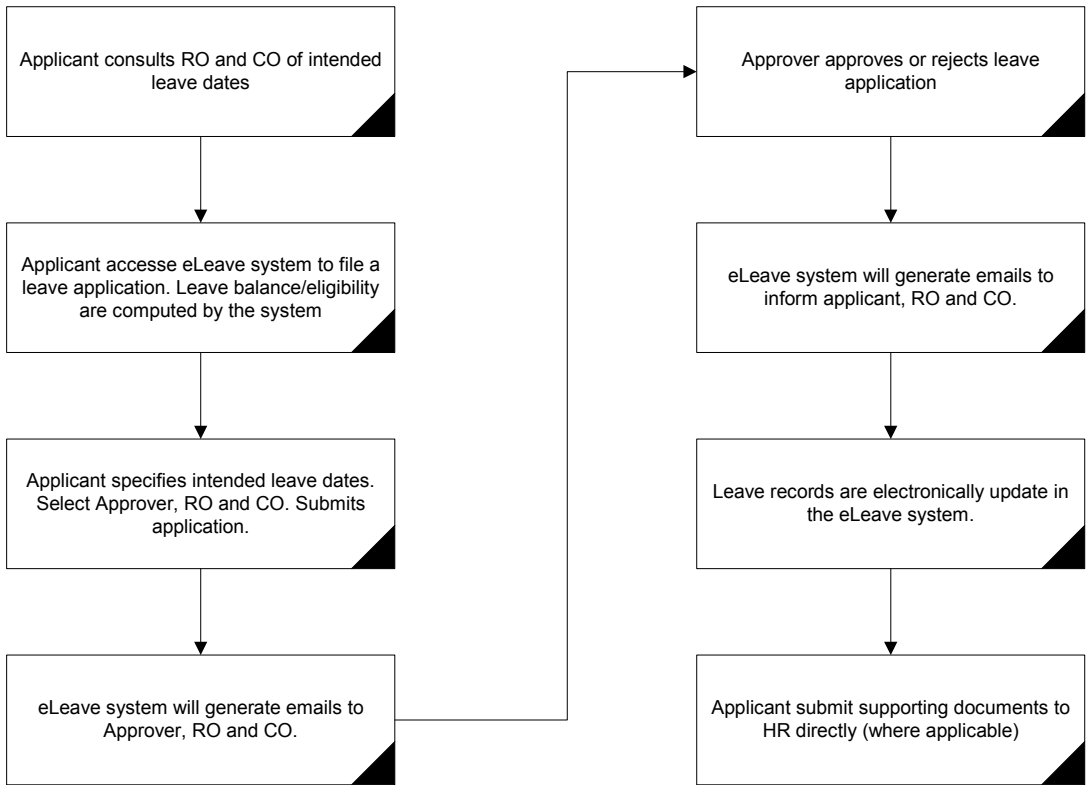 Applicant consults RO and CO of intended
leave dates
Applicant accesse eLeave system to file a
leave application. Leave balance/eligibility
are computed by the system
Applicant specifies intended leave dates.
Select Approver, RO and CO. Submits
application.
eLeave system will generate emails to
Approver, RO and CO.
Approver approves or rejects leave
application
eLeave system will generate emails to
inform applicant, RO and CO.
Leave records are electronically update in
the eLeave system.
Applicant submit supporting documents to
HR directly (where applicable)